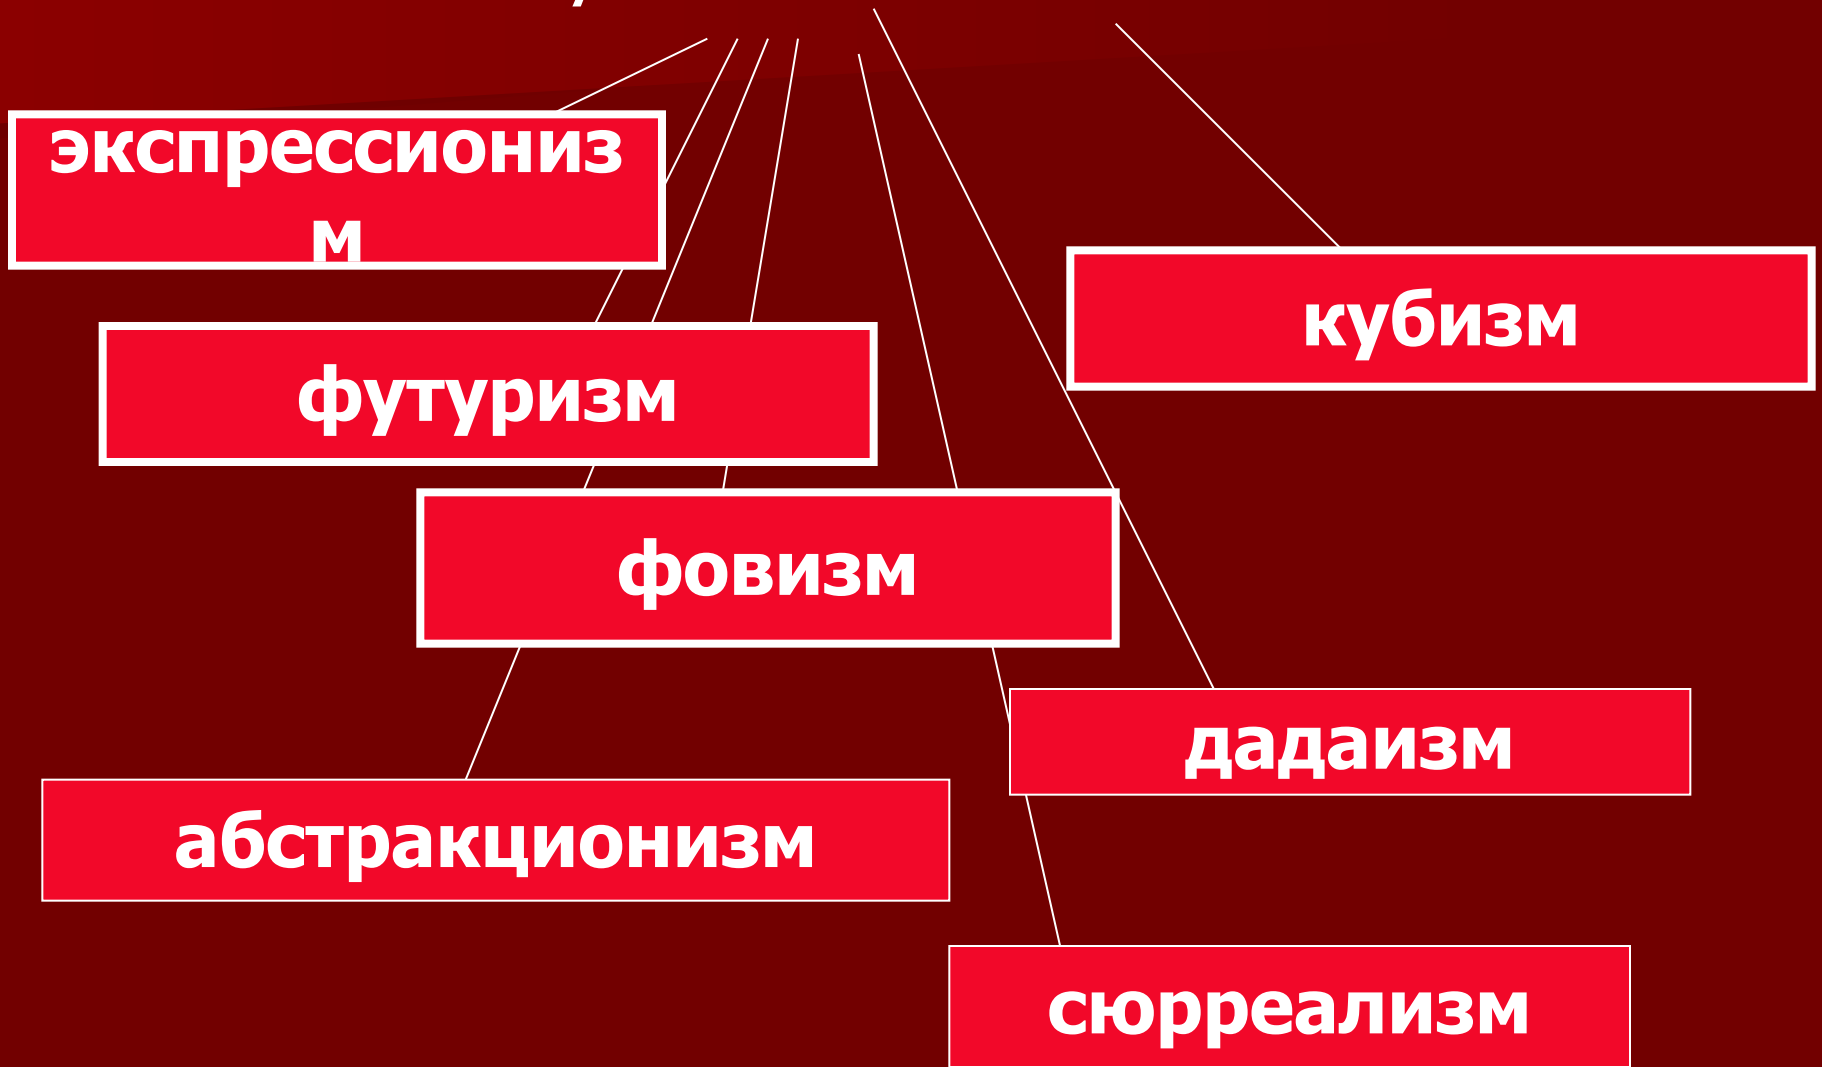 экспрессиониз
м
кубизм
футуризм
фовизм
дадаизм
абстракционизм
сюрреализм